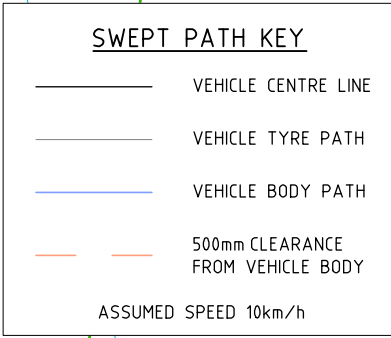 SWEPT PATH KEY
VEHICLE CENTRE LINE
VEHICLE TYRE PATH
VEHICLE BODY PATH
500mm CLEARANCE
FROM VEHICLE BODY
ASSUMED SPEED 10km/h